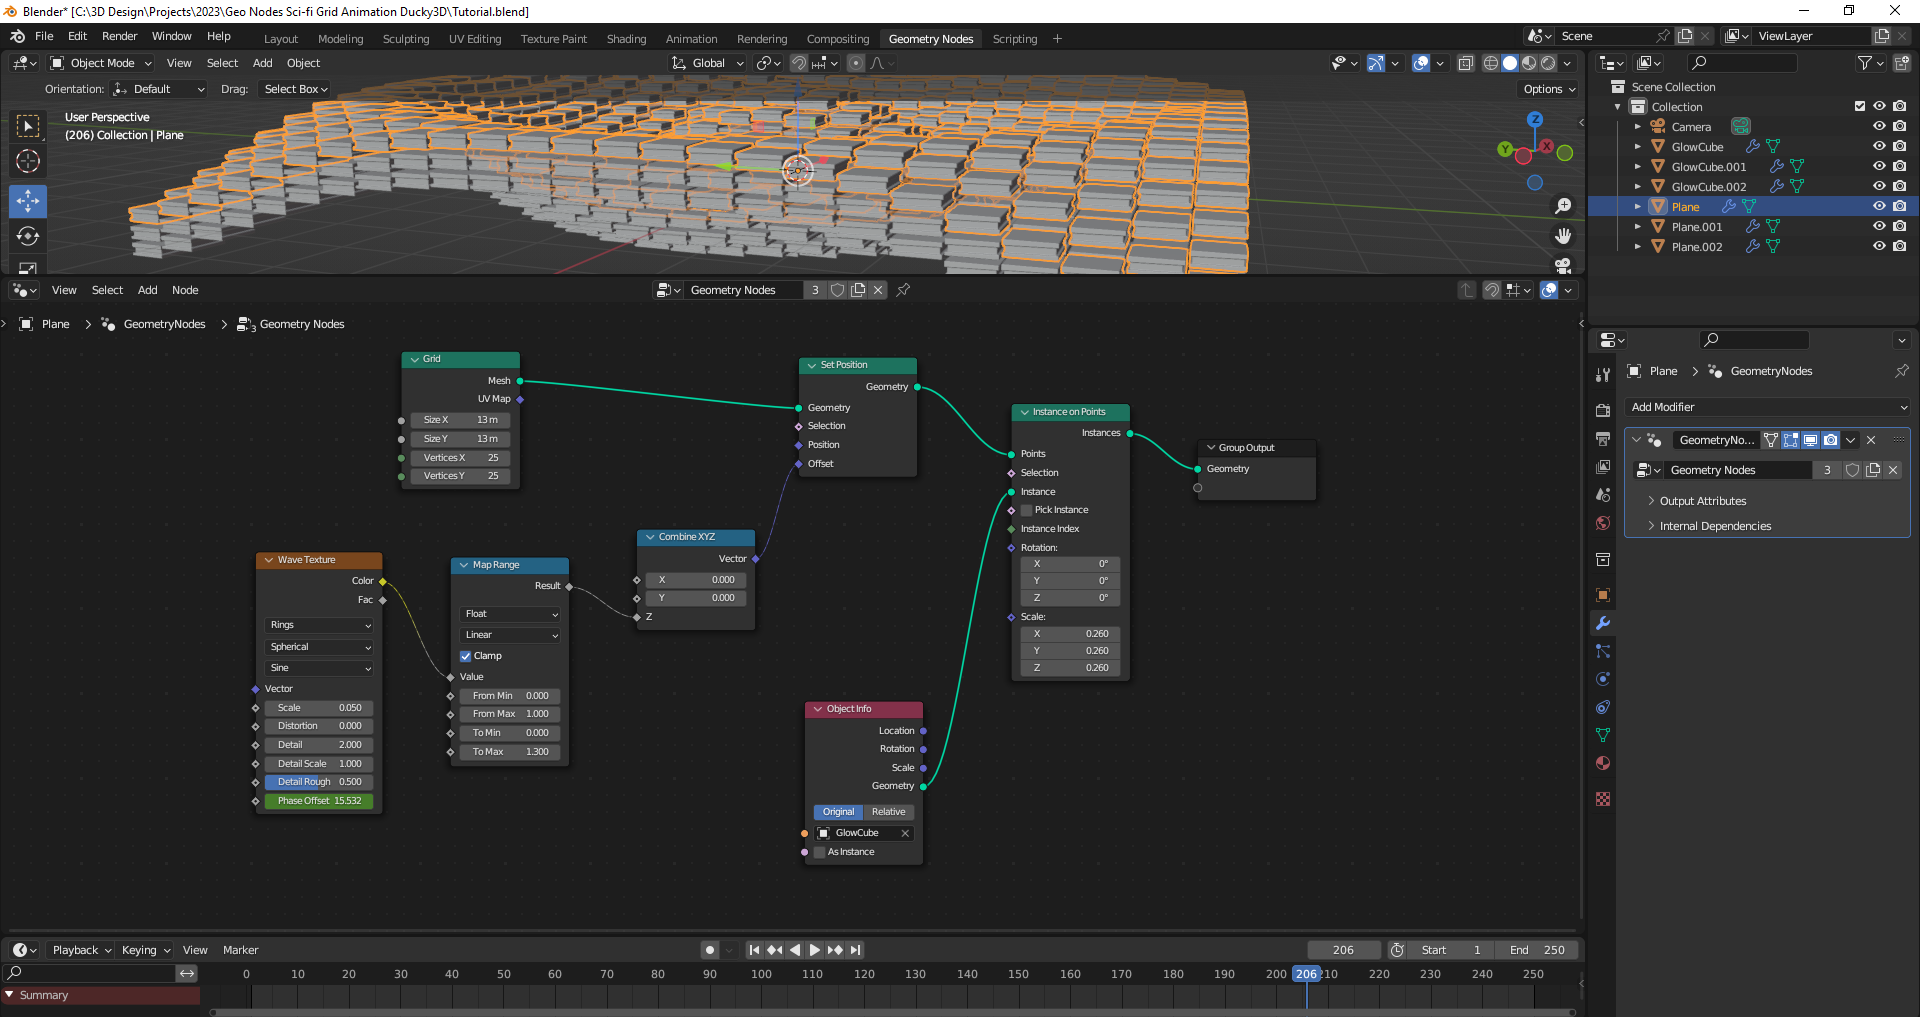 Blender* [C:\3D Design\Projects\2023\Geo Nodes Sci-fi Grid Animation Ducky3D\Tutorial.blend]
File Edit Render Window Help
Layout Modeling Sculpting UV Editing Texture Paint Shading Animation Rendering Compositing Geometry Nodes Scripting +
Scene
ViewLayer
Object Mode View Select Add Object
Global
Orientation: Default Drag: Select Box
Options
User Perspective
(206) Collection | Plane
Z
Y
X
Scene Collection
Collection
Camera
GlowCube
GlowCube.001
GlowCube.002
Plane
Plane.001
Plane.002
View Select Add Node
Geometry Nodes 3
Plane > GeometryNodes > 3 Geometry Nodes
Grid
Mesh
UV Map
Size X 13 m
Size Y 13 m
Vertices X 25
Vertices Y 25
Set Position
Geometry
Geometry
Selection
Position
Offset
Instance on Points
Instances
Points
Selection
Instance
Pick Instance
Instance Index
Rotation:
X 0°
Y 0°
Z 0°
Scale:
X 0.260
Y 0.260
Z 0.260
Group Output
Geometry
Wave Texture
Color
Fac
Rings
Spherical
Sine
Vector
Scale 0.050
Distortion 0.000
Detail 2.000
Detail Scale 1.000
Detail Rough 0.500
Phase Offset 15.532
Map Range
Result
Float
Linear
Clamp
Value
From Min 0.000
From Max 1.000
To Min 0.000
To Max 1.300
Combine XYZ
Vector
X 0.000
Y 0.000
Z
Object Info
Location
Rotation
Scale
Geometry
Original Relative
GlowCube
As Instance
Plane > GeometryNodes
Add Modifier
GeometryNo...
Geometry Nodes 3
Output Attributes
Internal Dependencies
Playback Keying View Marker
206
Start 1 End 250
0 10 20 30 40 50 60 70 80 90 100 110 120 130 140 150 160 170 180 190 200 206 210 220 230 240 250
Summary